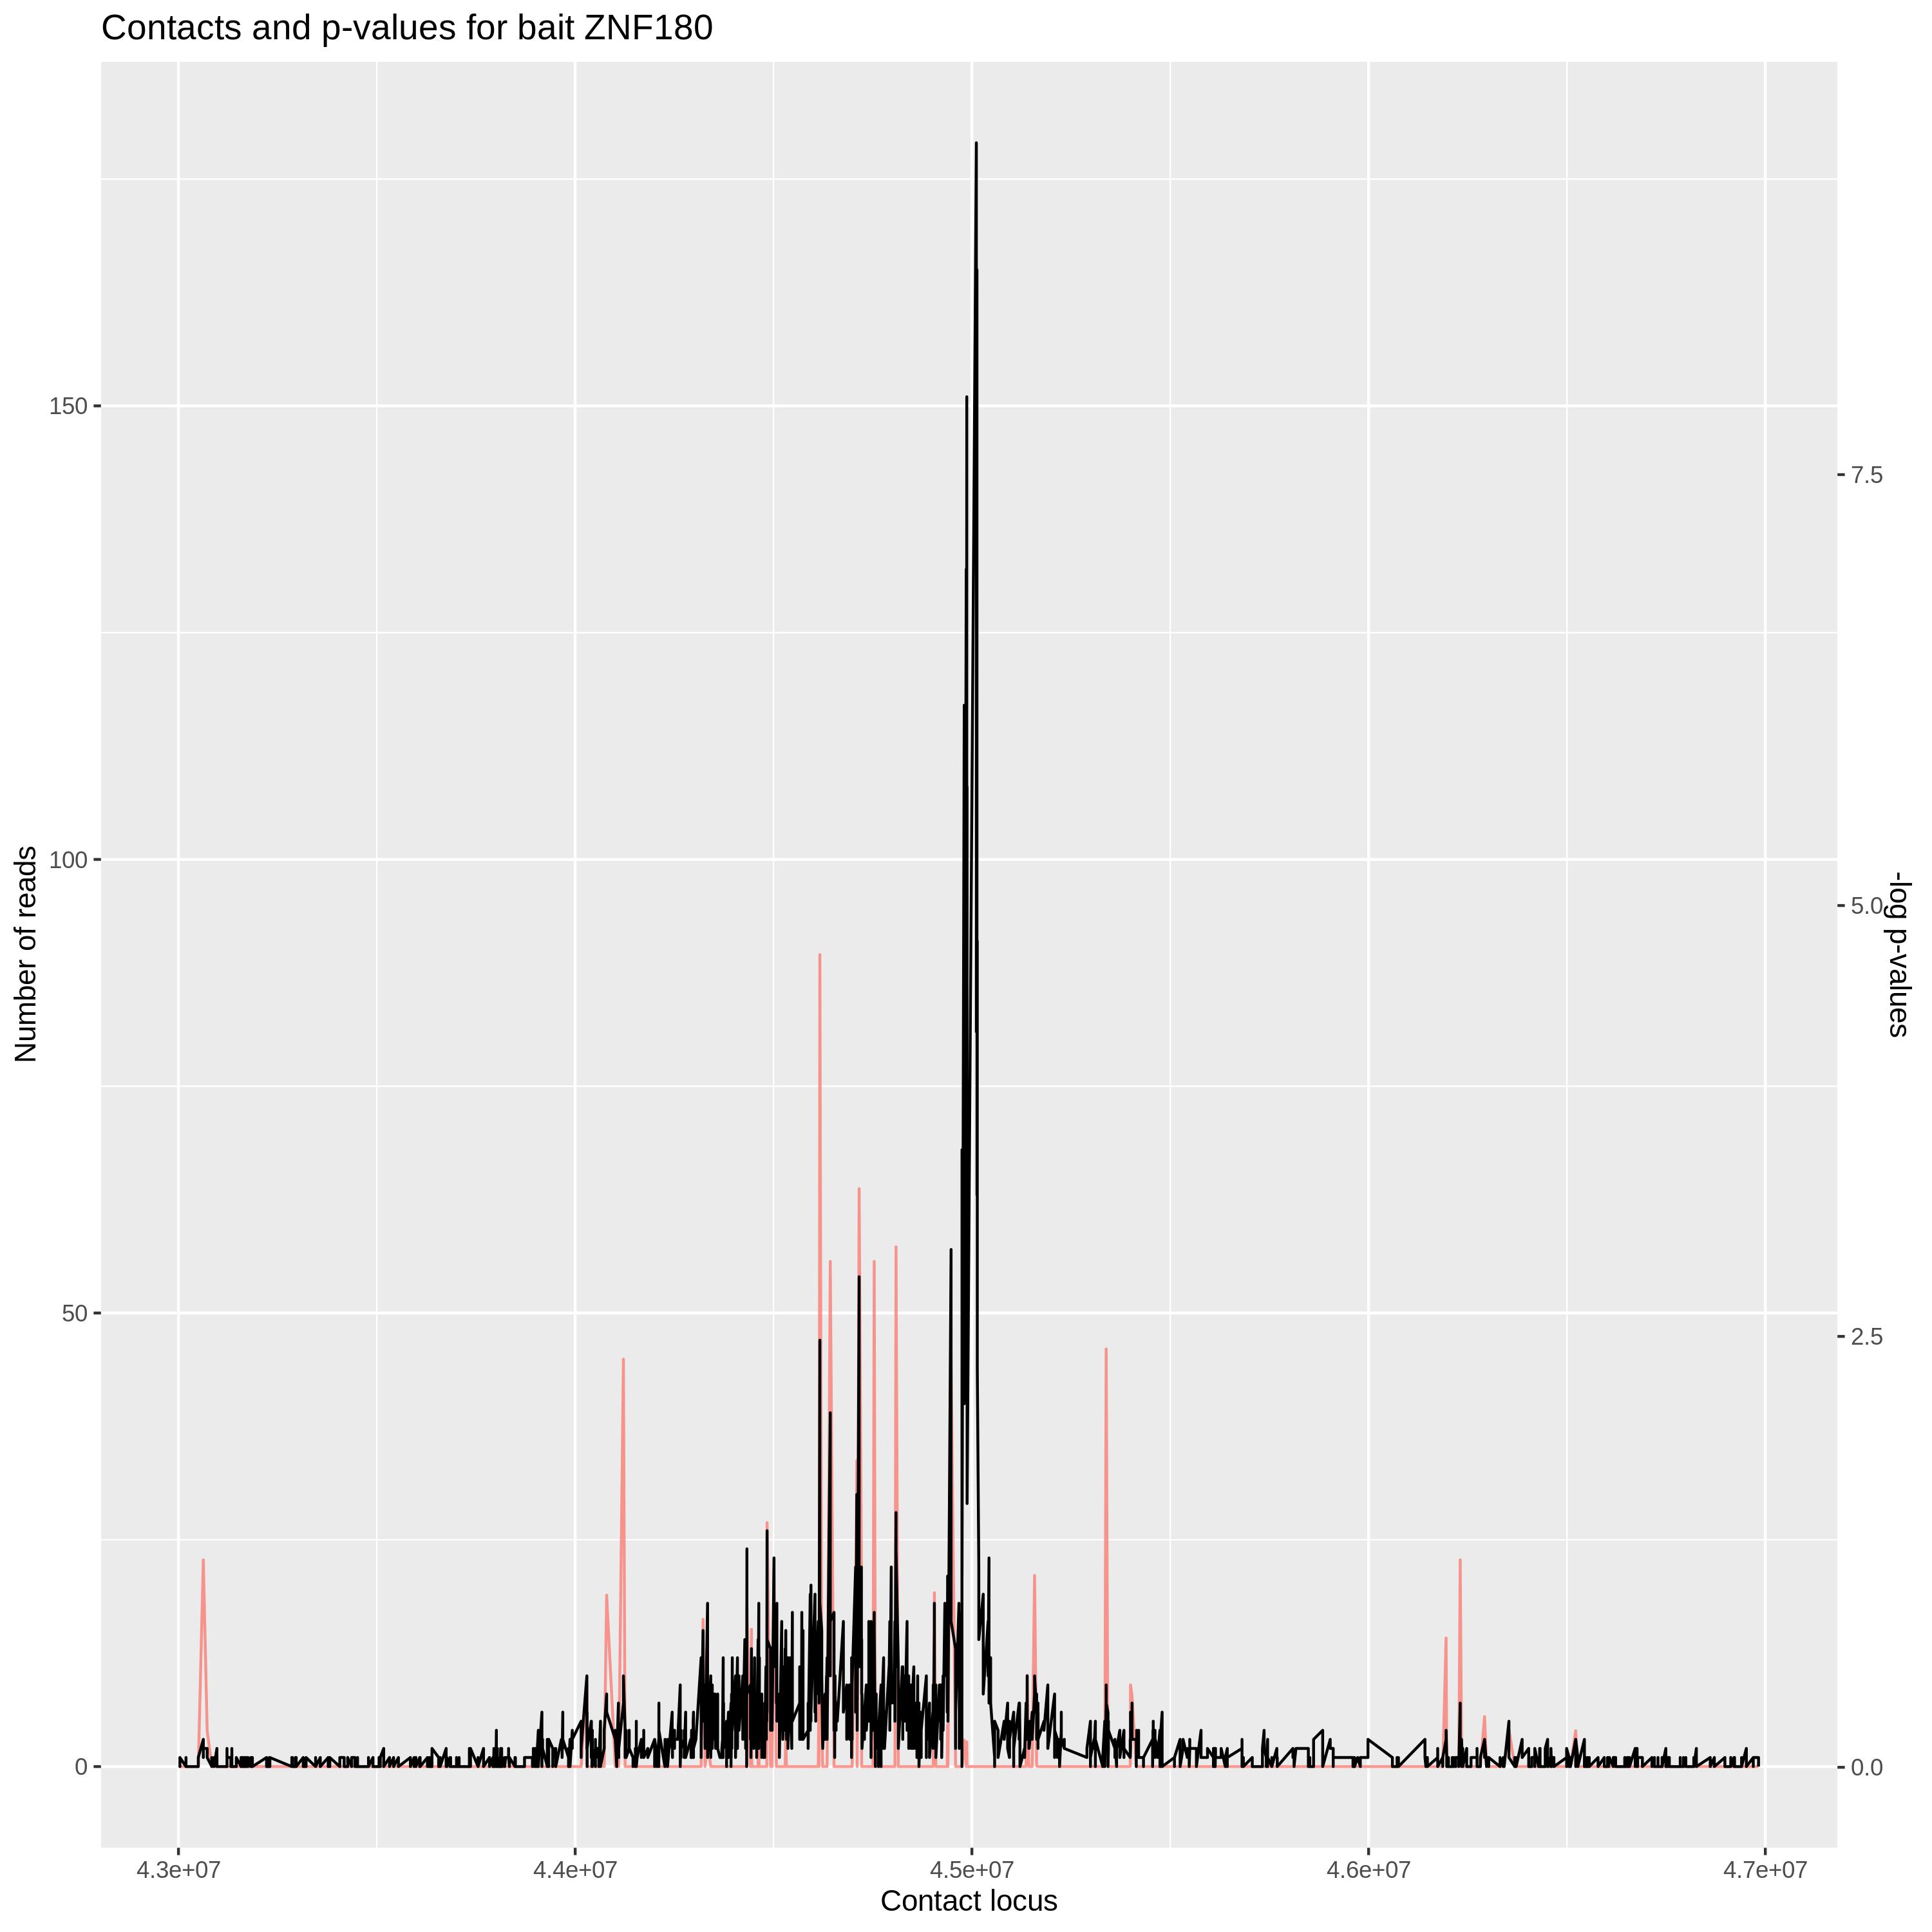 Contacts and p-values for bait ZNF180
150
100
50
0
Number of reads
7.5
5.0
2.5
0.0
-log p-values
4.3e+07
4.4e+07
4.5e+07
4.6e+07
4.7e+07
Contact locus